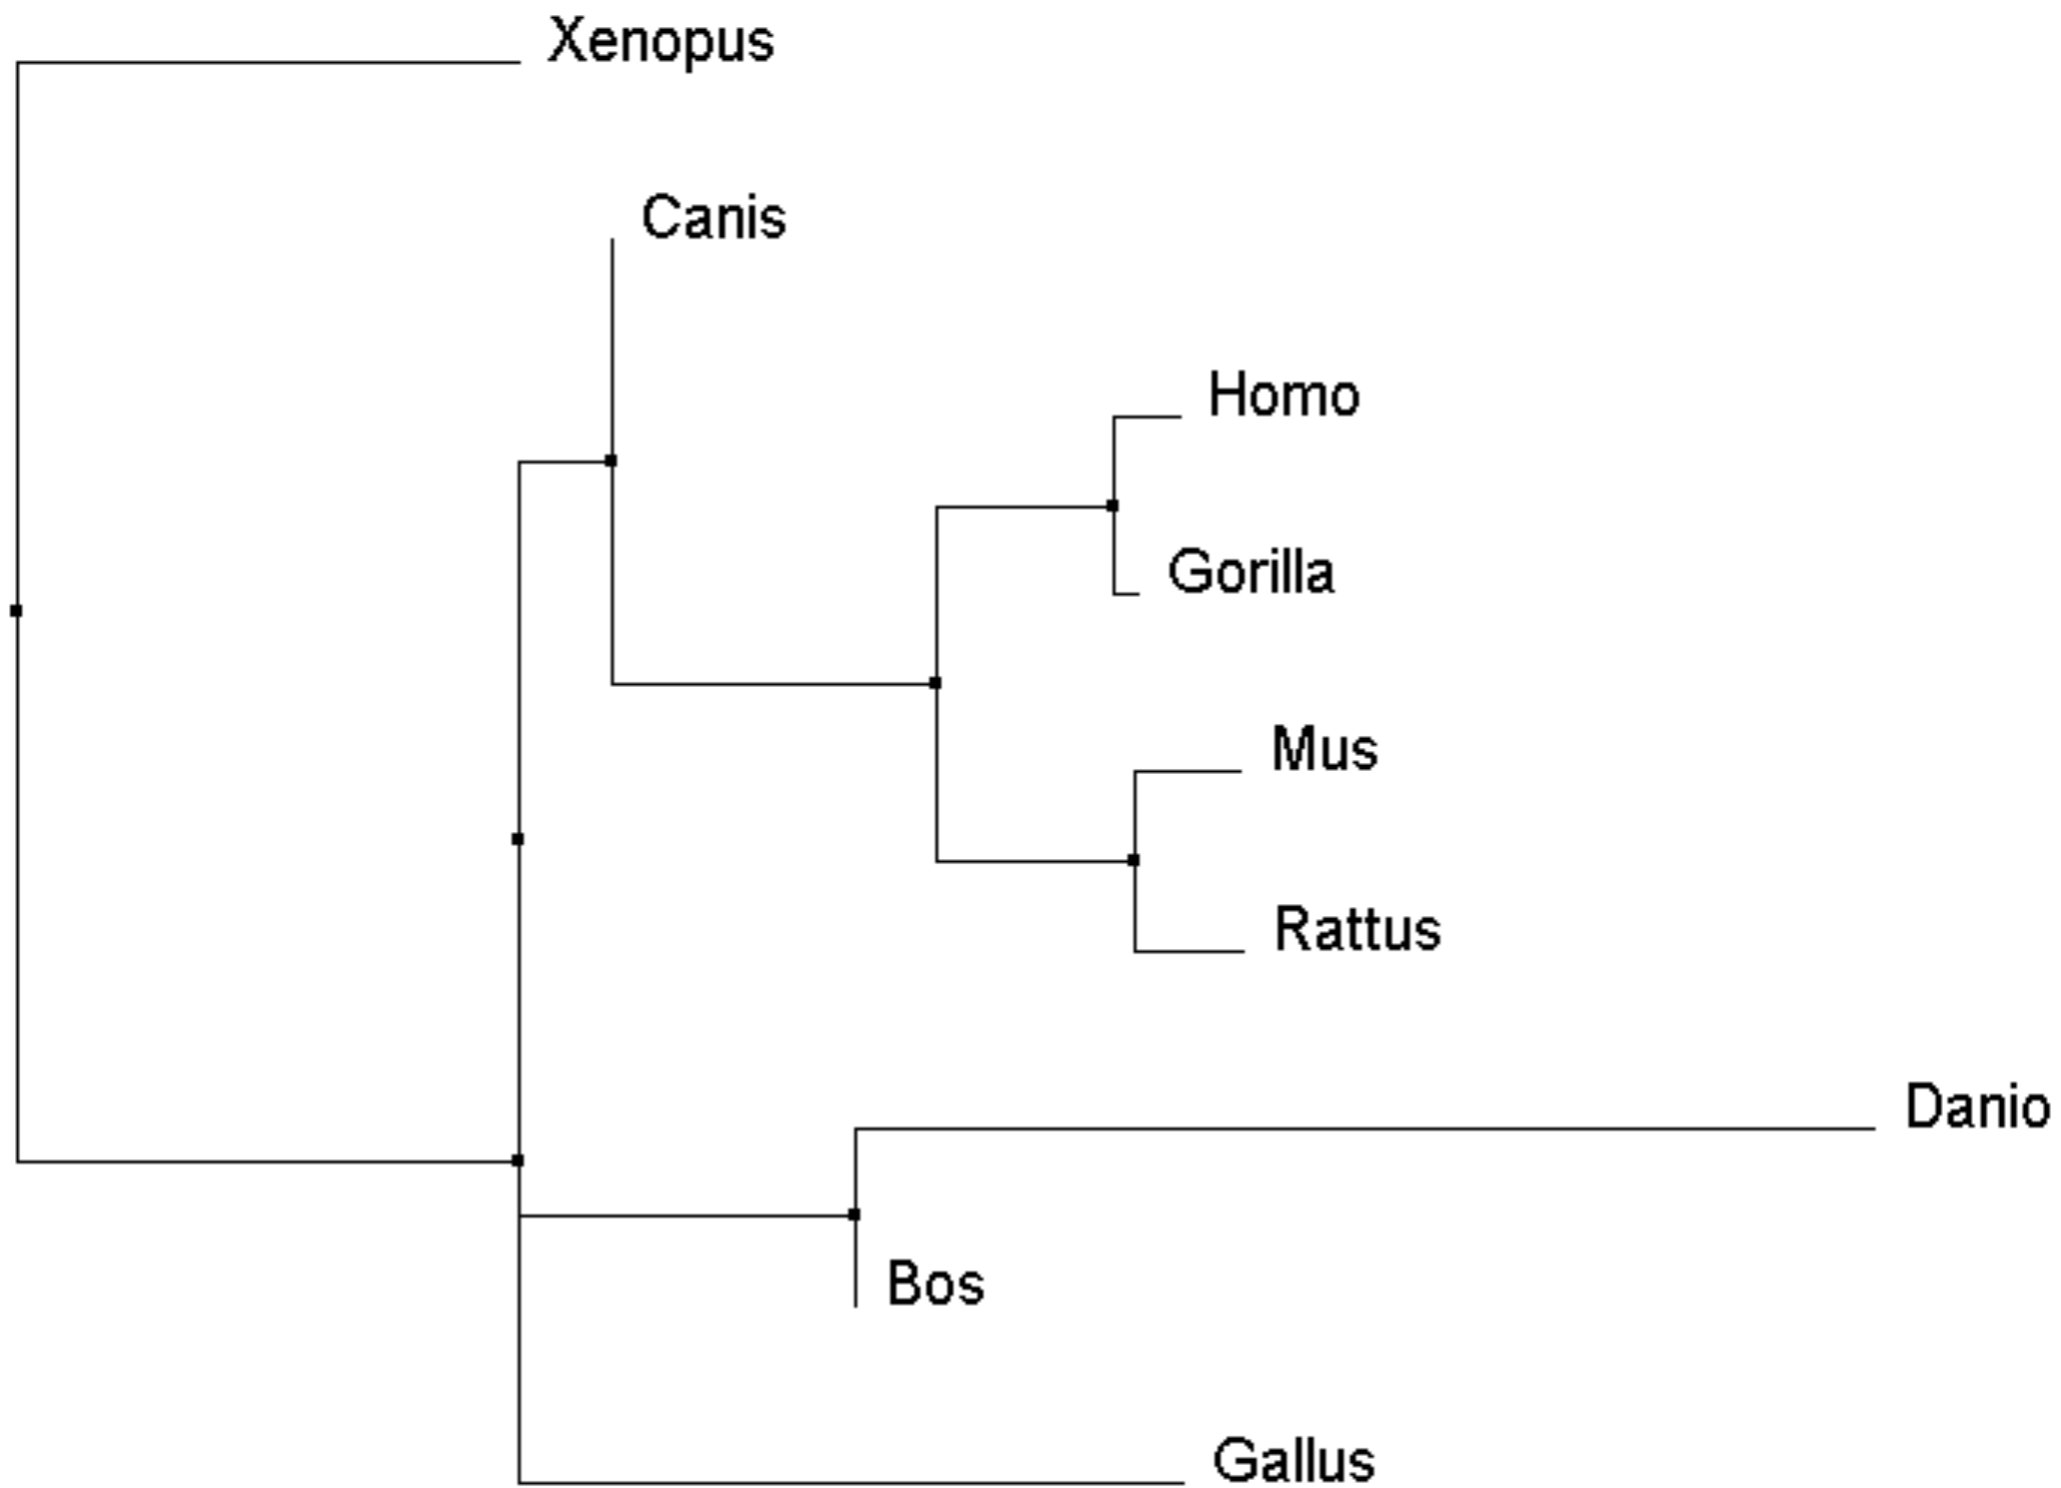 Xenopus
Canis
Homo
Gorilla
Mus
Rattus
Danio
Bos
Gallus